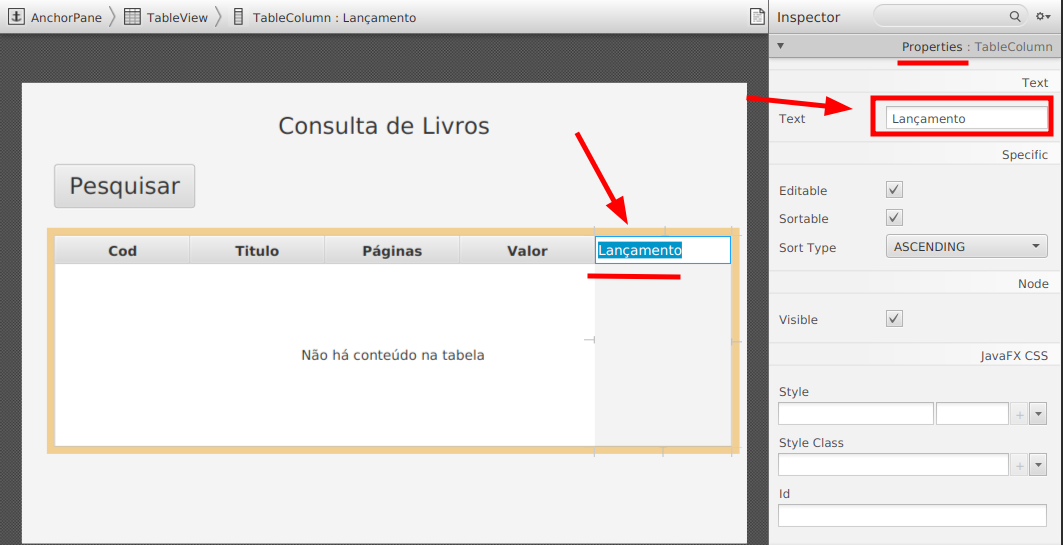 AnchorPane TableView TableColumn : Lançamento
Inspector
Properties : TableColumn
Text
Text Lançamento
Specific
Editable
Sortable
Sort Type ASCENDING
Node
Visible
JavaFX CSS
Style
+
Style Class
+
Id
Consulta de Livros
Pesquisar
Cod Titulo Páginas Valor Lançamento
Não há conteúdo na tabela